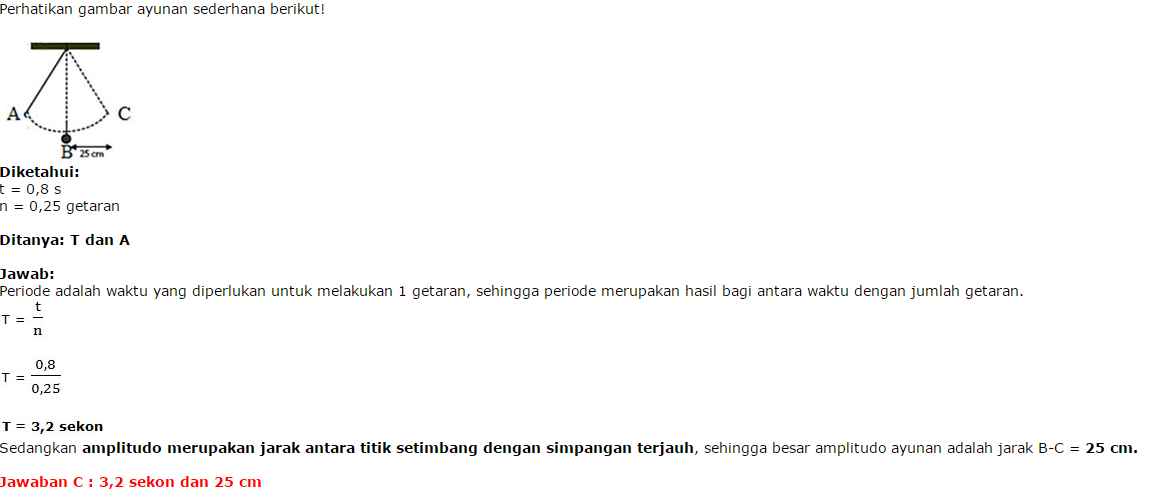 Perhatikan gambar ayunan sederhana berikut!
A
C
B 25 cm
Diketahui:
t = 0,8 s
n = 0,25 getaran
Ditanya: T dan A
Jawab:
Periode adalah waktu yang diperlukan untuk melakukan 1 getaran, sehingga periode merupakan hasil bagi antara waktu dengan jumlah getaran.
t
T =
n
0,8
T =
0,25
T = 3,2 sekon
Sedangkan amplitudo merupakan jarak antara titik setimbang dengan simpangan terjauh, sehingga besar amplitudo ayunan adalah jarak B-C = 25 cm.
Jawaban C : 3,2 sekon dan 25 cm